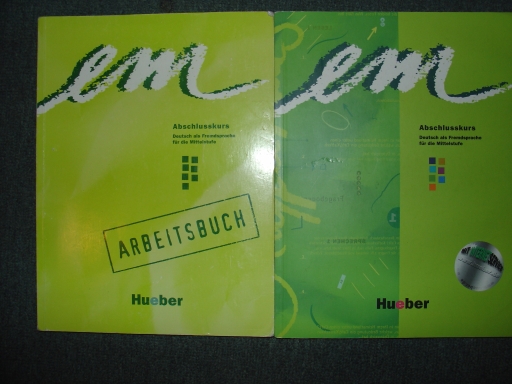 em
Abschlusskurs
Deutsch als Fremdsprache
für die Mittelstufe
ARBEITSBUCH
Hueber
em
Abschlusskurs
Deutsch als Fremdsprache
für die Mittelstufe
Hueber